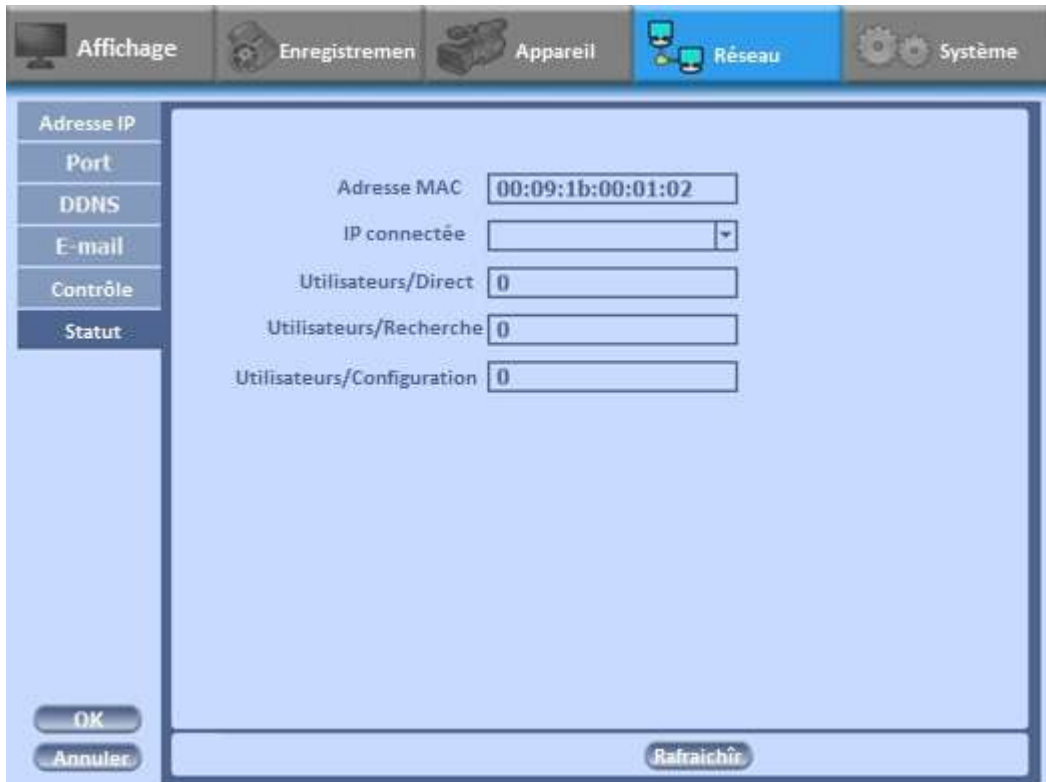 Affichage
Enregistremen
Appareil
Réseau
Système
Adresse IP
Port
DDNS
E-mail
Contrôle
Statut
Adresse MAC 00:09:1b:00:01:02
IP connectée
Utilisateurs/Direct 0
Utilisateurs/Recherche 0
Utilisateurs/Configuration 0
OK
Annuler
Rafraichîr